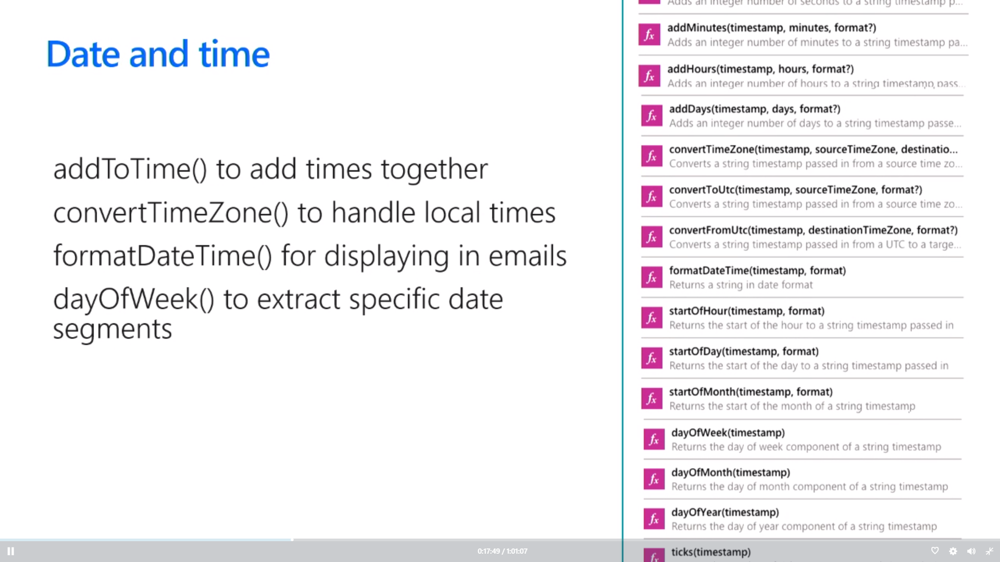 Date and time
addToTime() to add times together
convertTimeZone() to handle local times
formatDateTime() for displaying in emails
dayOfWeek() to extract specific date
segments
Adds an integer number of seconds to a string timestamp p...
addMinutes(timestamp, minutes, format?)
Adds an integer number of minutes to a string timestamp pa...
addHours(timestamp, hours, format?)
Adds an integer number of hours to a string timestamp pass...
addDays(timestamp, days, format?)
Adds an integer number of days to a string timestamp passe...
convertTimeZone(timestamp, sourceTimeZone, destinatio...
Converts a string timestamp passed in from a source time zo...
convertToUtc(timestamp, sourceTimeZone, format?)
Converts a string timestamp passed in from a source time zo...
convertFromUtc(timestamp, destinationTimeZone, format?)
Converts a string timestamp passed in from a UTC to a targe...
formatDateTime(timestamp, format)
Returns a string in date format
startOfHour(timestamp, format)
Returns the start of the hour to a string timestamp passed in
startOfDay(timestamp, format)
Returns the start of the day to a string timestamp passed in
startOfMonth(timestamp, format)
Returns the start of the month of a string timestamp
dayOfWeek(timestamp)
Returns the day of week component of a string timestamp
dayOfMonth(timestamp)
Returns the day of month component of a string timestamp
dayOfYear(timestamp)
Returns the day of year component of a string timestamp
ticks(timestamp)
0:17:49 / 1:01:07